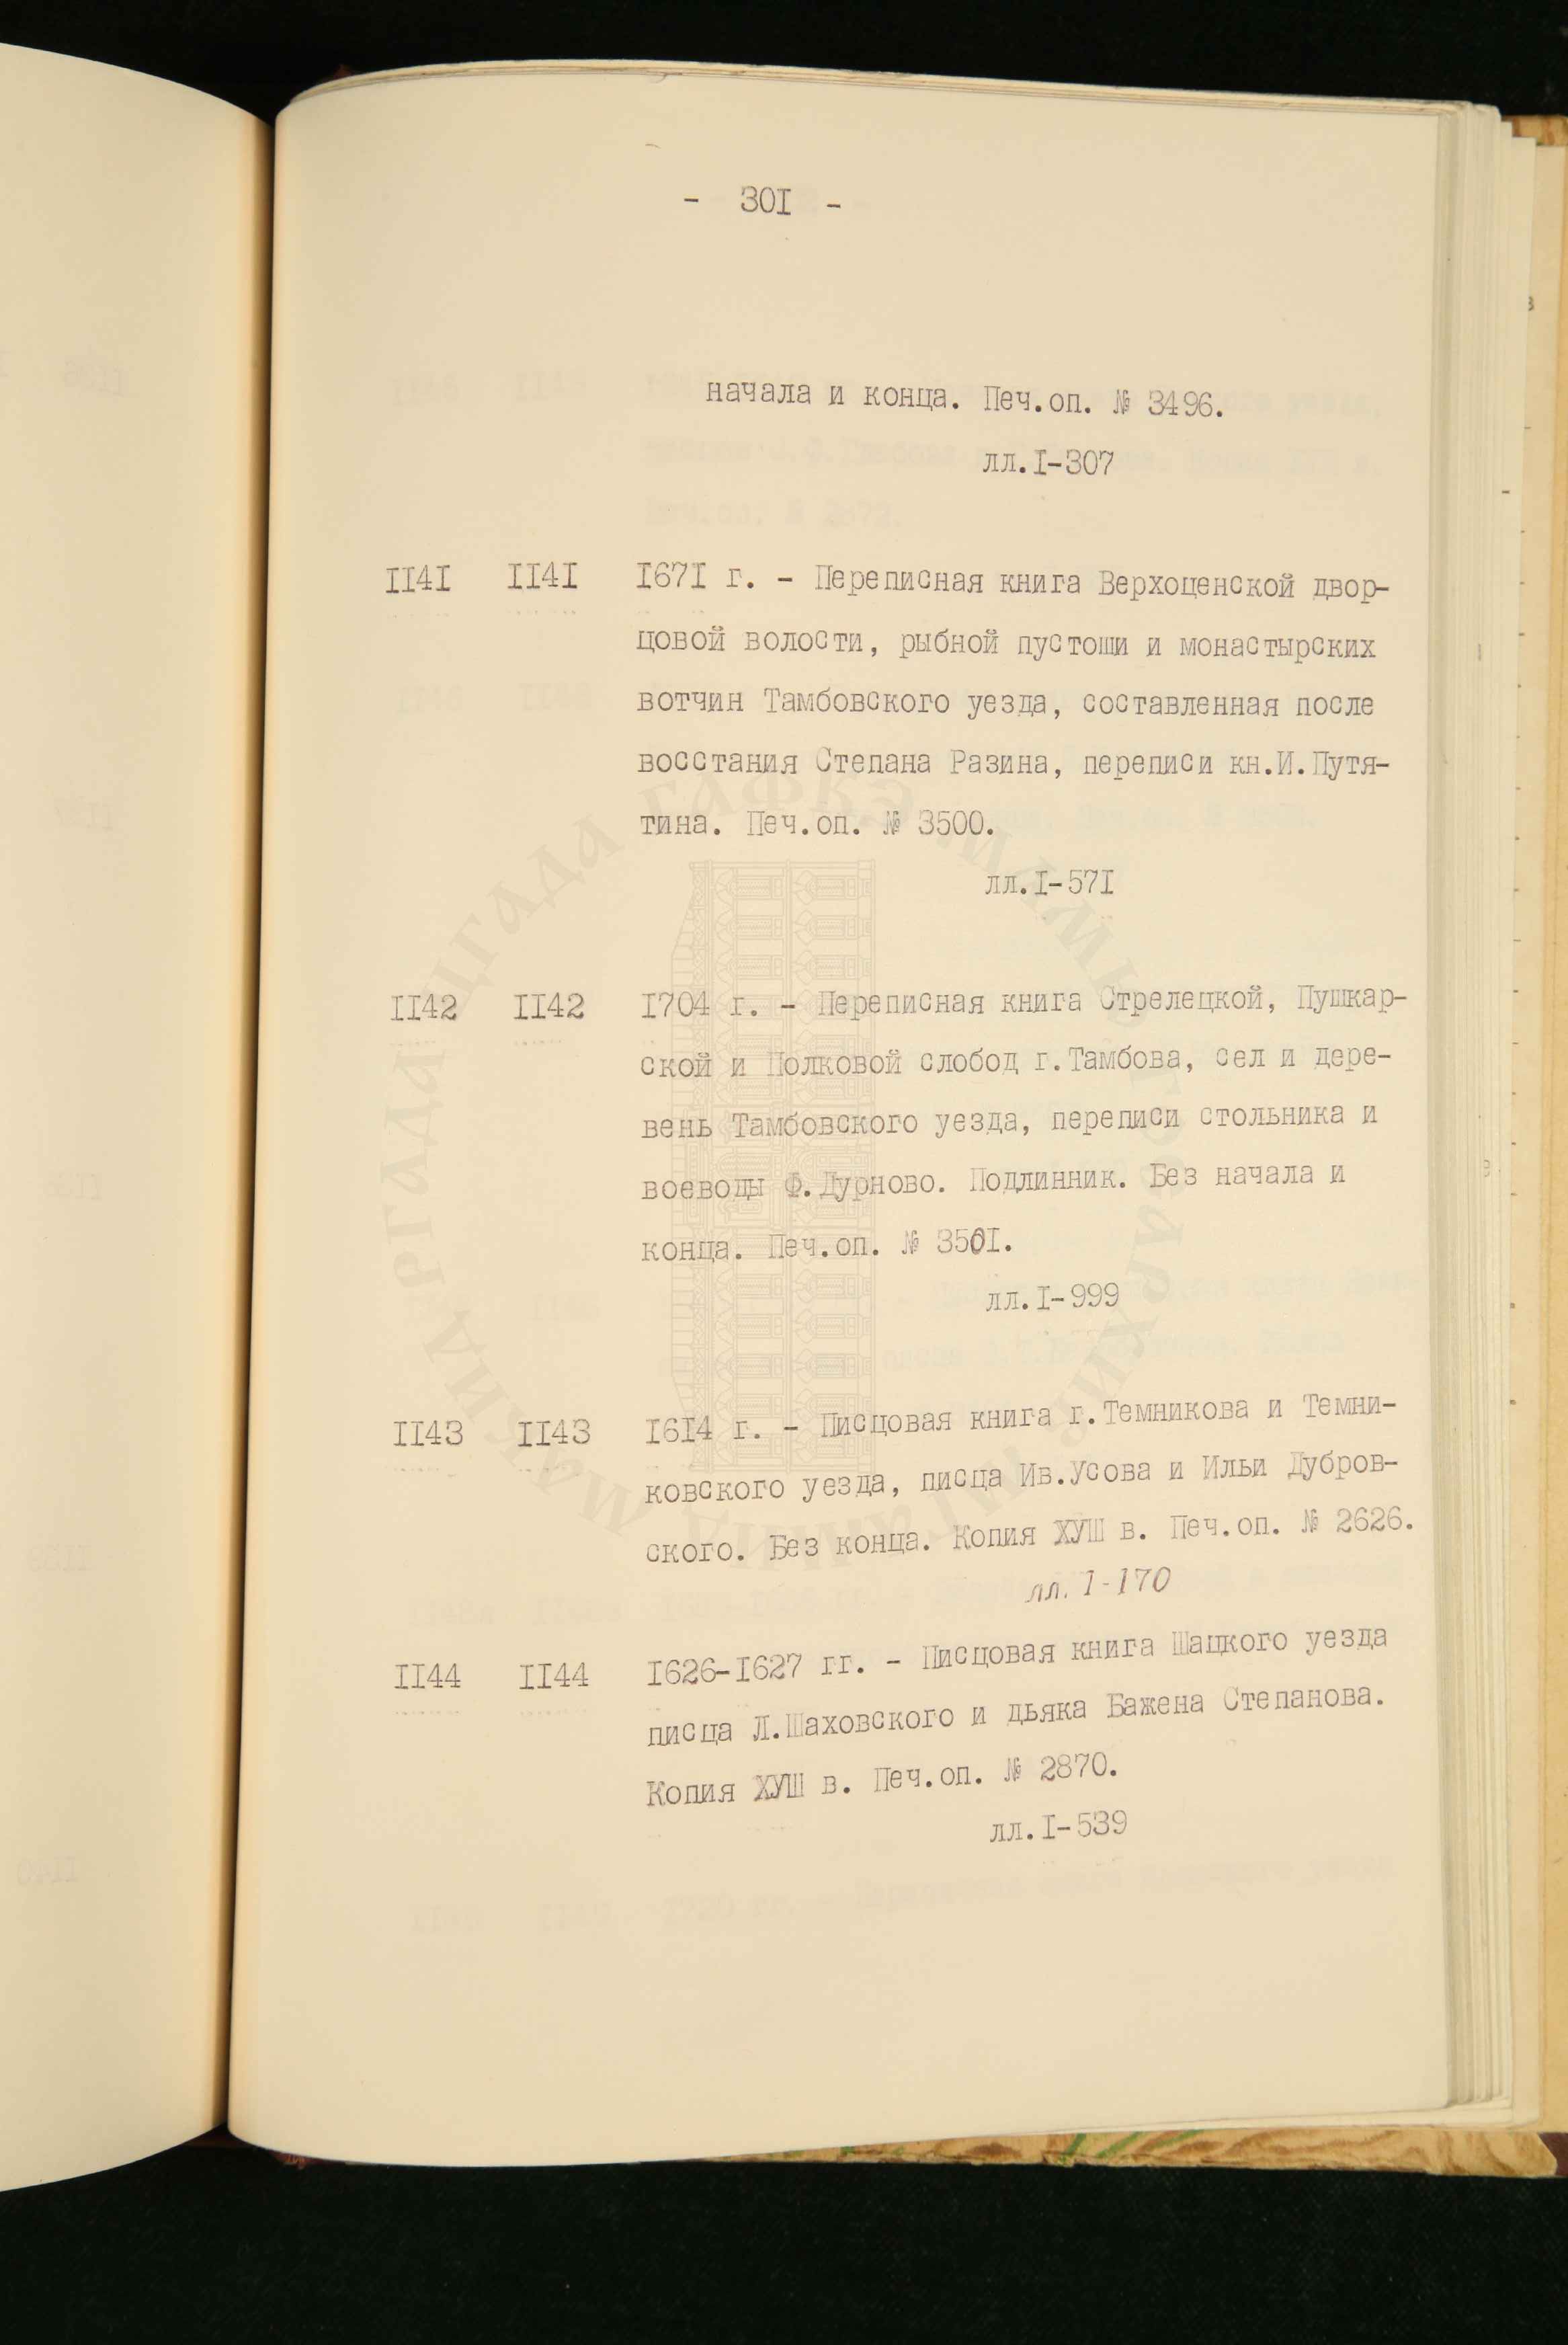 - 30I -
начала и конца. Печ.оп. № 3496.
лл.I-307
II4I II4I I67I г. - Переписная книга Верхоценской двор-
цовой волости, рыбной пустоши и монастырских
вотчин Тамбовского уезда, составленная после
восстания Степана Разина, переписи кн.И.Путя-
тина. Печ.оп. № 3500.
лл.I-57I
II42 II42 I704 г. - Переписная книга Стрелецкой, Пушкар-
ской и Полковой слобод г.Тамбова, сел и дере-
вень Тамбовского уезда, переписи стольника и
воеводы Ф.Дурново. Подлинник. Без начала и
конца. Печ.оп. № 350I.
лл.I-999
II43 II43 I6I4 г. - Писцовая книга г.Темникова и Темни-
ковского уезда, писца Ив.Усова и Ильи Дубров-
ского. Без конца. Копия ХУШ в. Печ.оп. № 2626.
лл. 1-170
II44 II44 I626-I627 гг. - Писцовая книга Шацкого уезда
писца Л.Шаховского и дьяка Бажена Степанова.
Копия ХУШ в. Печ.оп. № 2870.
лл.I-539